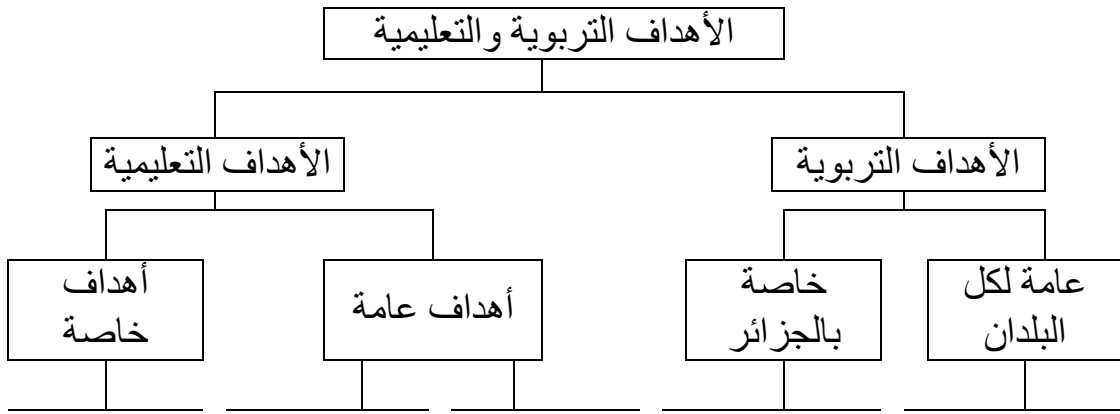 الأهداف التربوية والتعليمية
الأهداف التربوية
الأهداف التعليمية
عامة لكل
البلدان
خاصة
بالجزائر
أهداف عامة
أهداف
خاصة